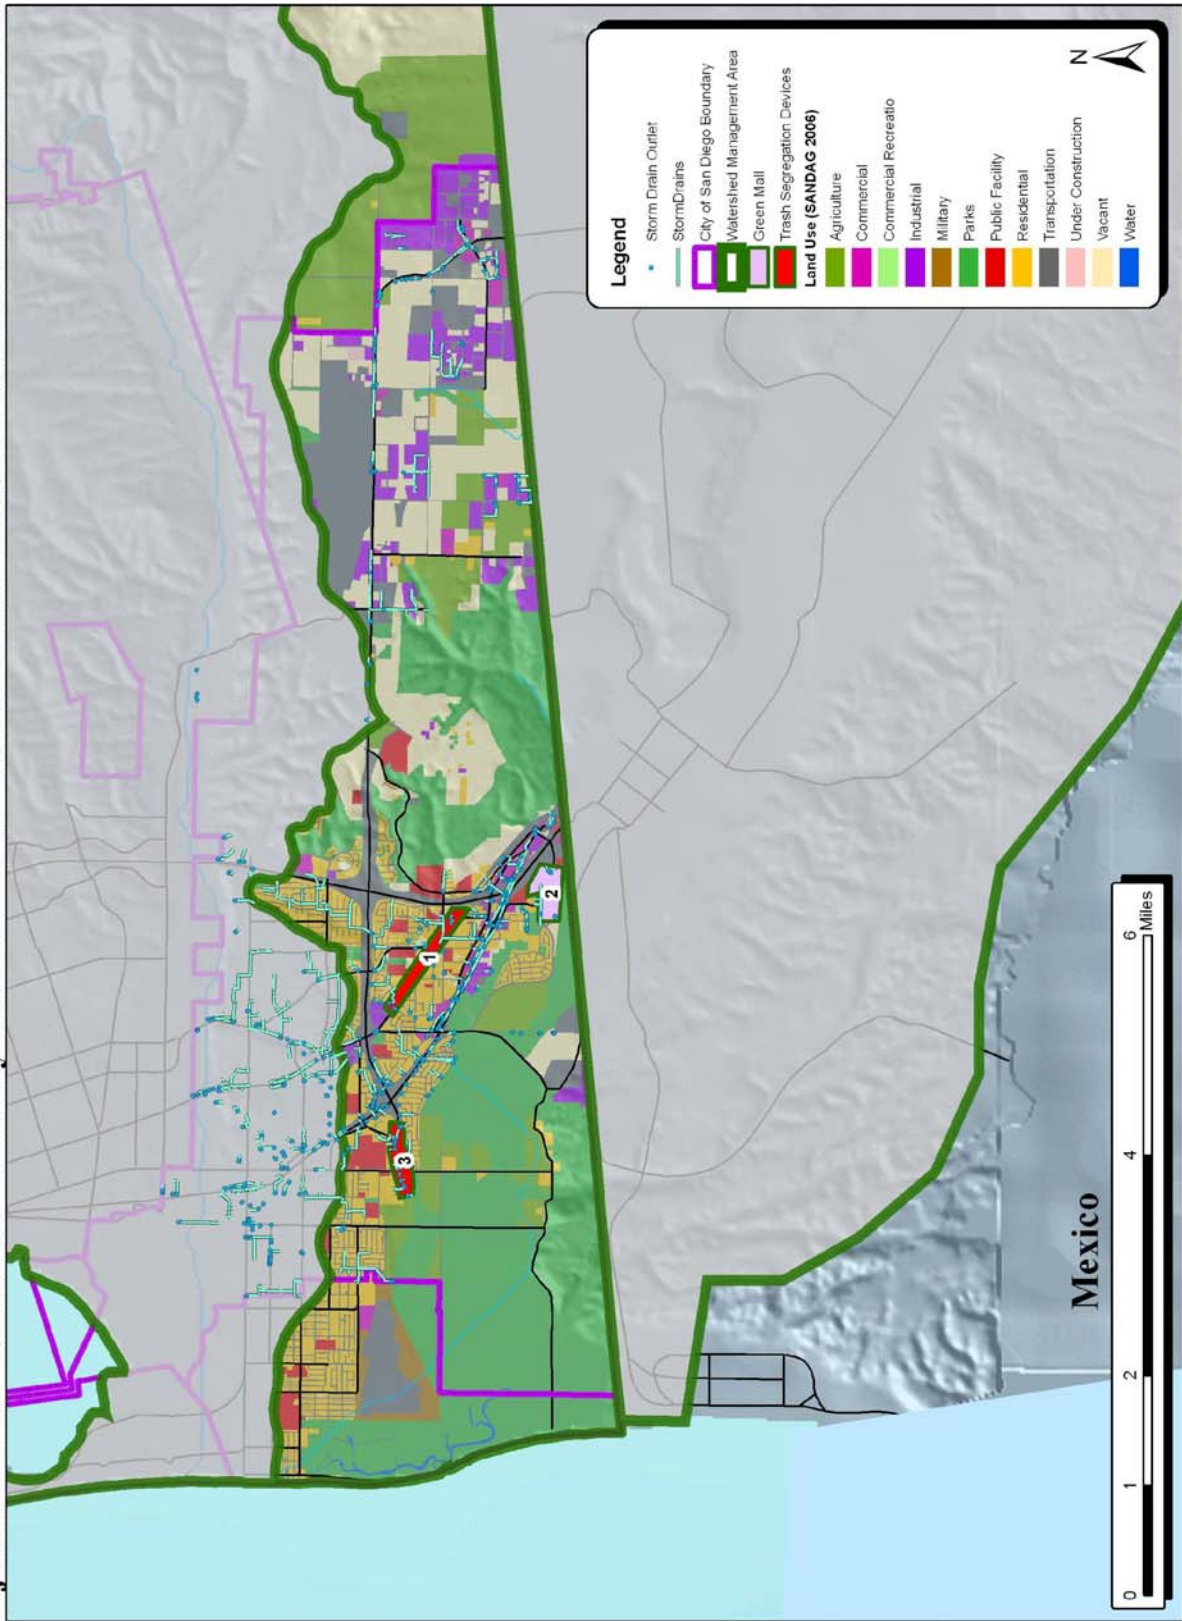 Legend
Storm Drain Outlet
StormDrains
City of San Diego Boundary
Watershed Management Area
Green Mall
Trash Segregation Devices
Land Use (SANDAG 2006)
Agriculture
Commercial
Commercial Recreatio
Industrial
Military
Parks
Public Facility
Residential
Transportation
Under Construction
Vacant
Water
N
1
2
3
Mexico
0 1 2 4 6
Miles